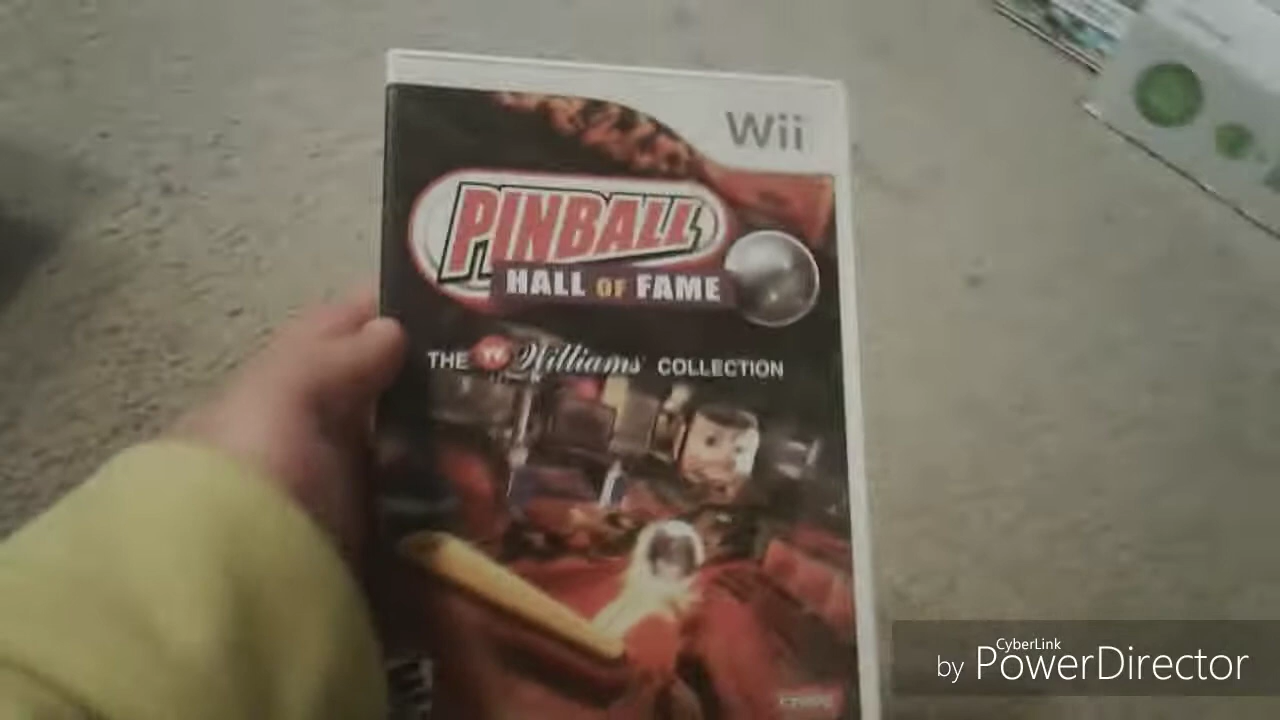 Wii
PINBALL
HALL OF FAME
THE Williams COLLECTION
CyberLink
by PowerDirector